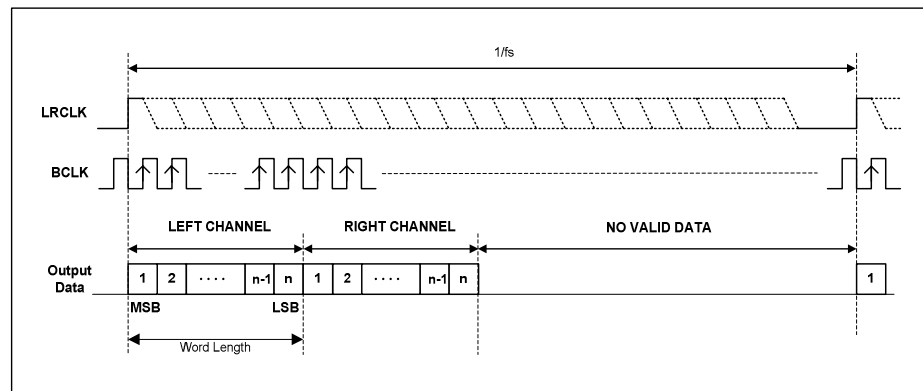 1/fs
LRCLK
BCLK
LEFT CHANNEL RIGHT CHANNEL NO VALID DATA
Output Data 1 2 .... n-1 n 1 2 .... n-1 n 1
MSB LSB
Word Length